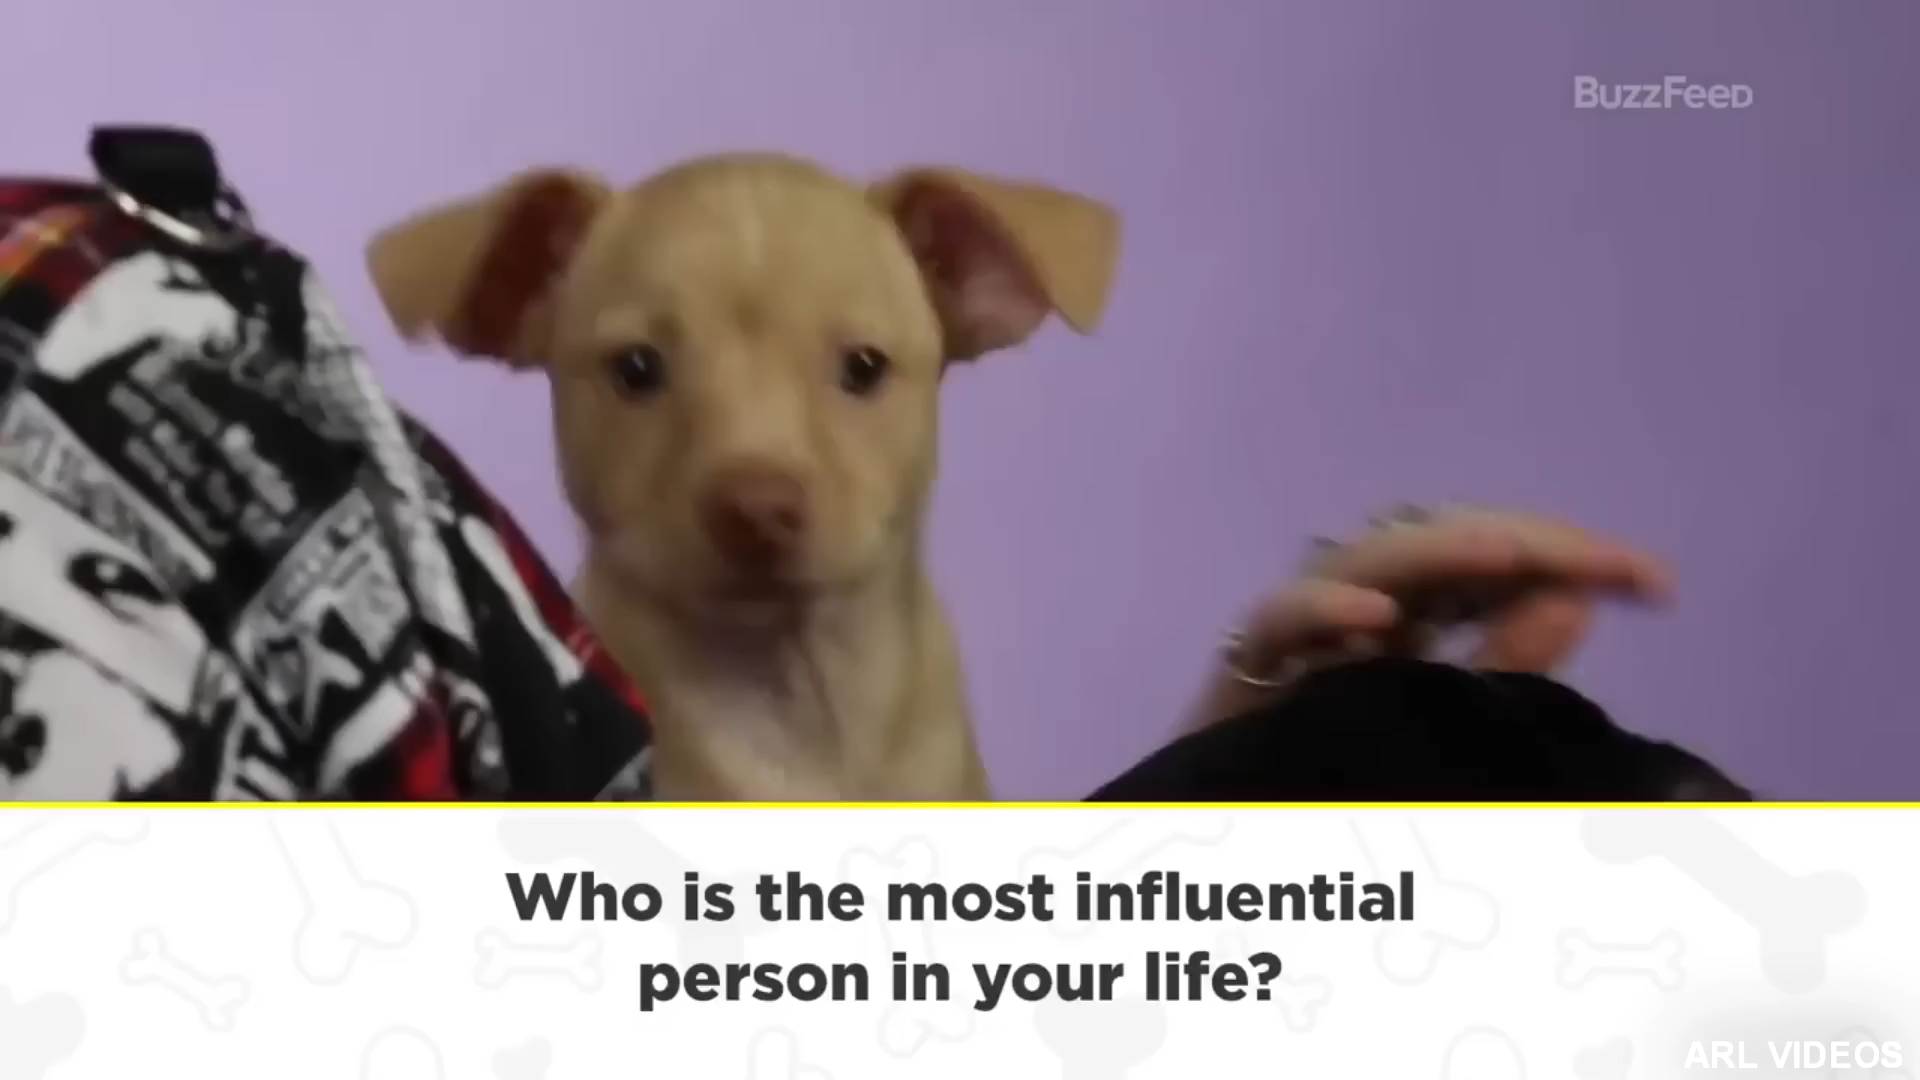 BuzzFeed
Who is the most influential
person in your life?
ARL VIDEOS